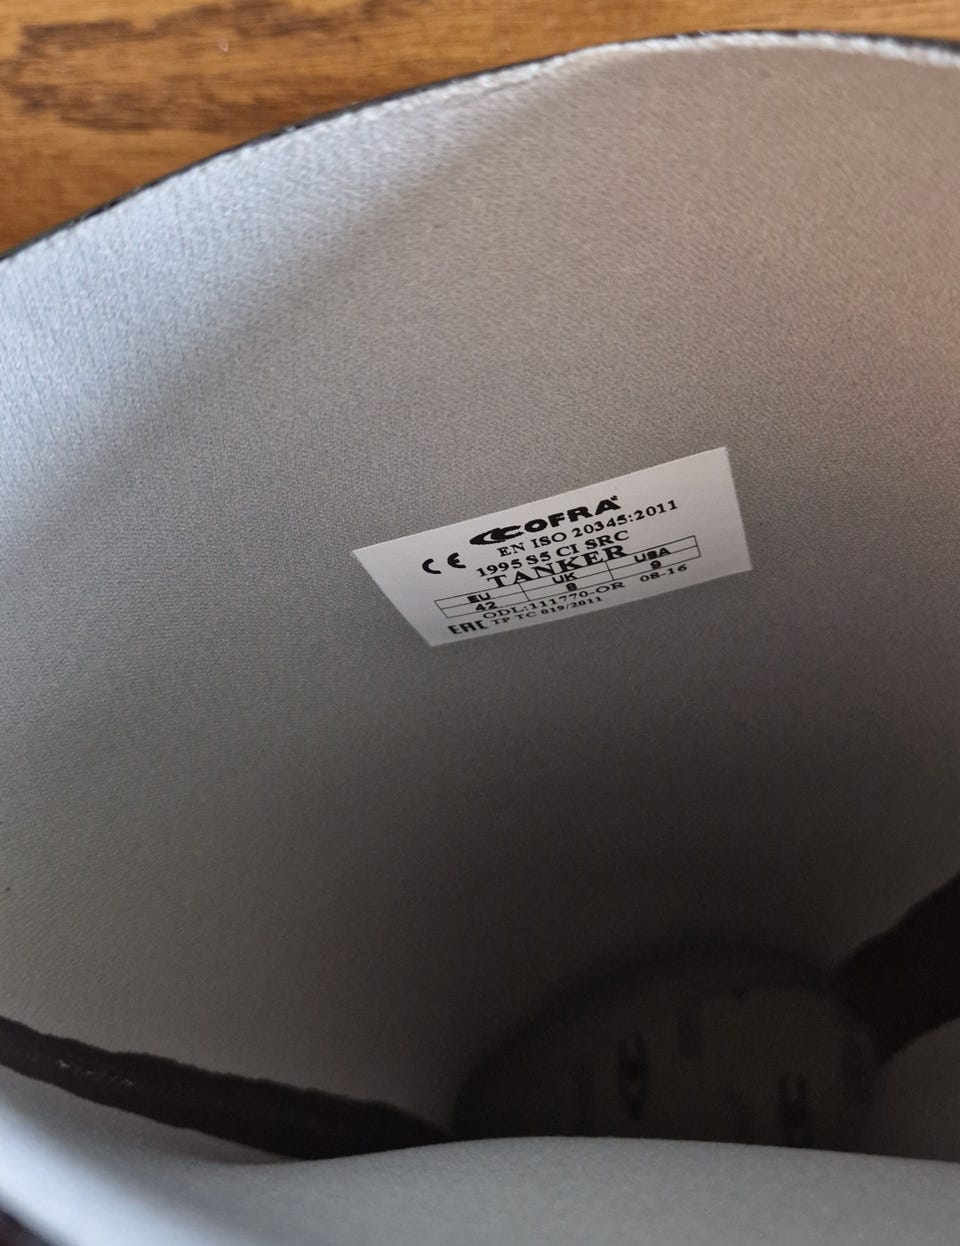 COFRA
CE EN ISO 20345:2011
1995 S5 CI SRC
TANKER
EU UK USA
42 8 9
ODL:111770-OR 08-16
EAC TP TC 019/2011